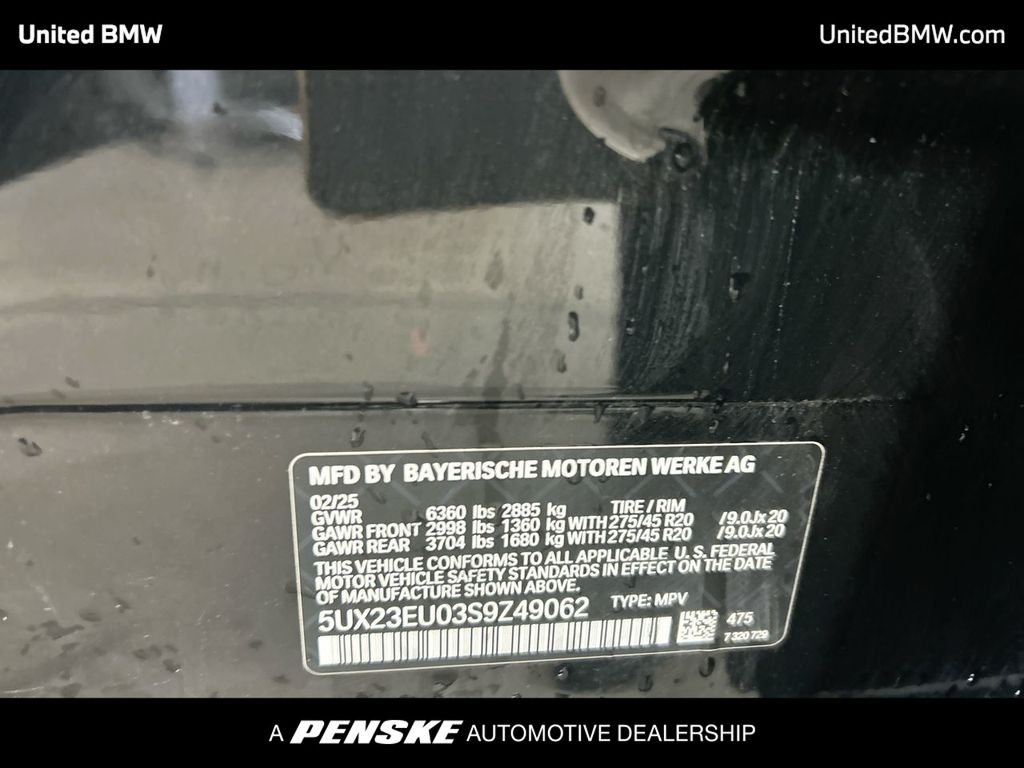 United BMW
UnitedBMW.com
MFD BY BAYERISCHE MOTOREN WERKE AG
02/25
GVWR 6360 lbs 2885 kg TIRE / RIM
GAWR FRONT 2998 lbs 1360 kg WITH 275/45 R20 /9.0Jx20
GAWR REAR 3704 lbs 1680 kg WITH 275/45 R20 /9.0Jx20
THIS VEHICLE CONFORMS TO ALL APPLICABLE U. S. FEDERAL
MOTOR VEHICLE SAFETY STANDARDS IN EFFECT ON THE DATE
OF MANUFACTURE SHOWN ABOVE.
5UX23EU03S9Z49062 TYPE: MPV
475
7 320 729
A PENSKE AUTOMOTIVE DEALERSHIP